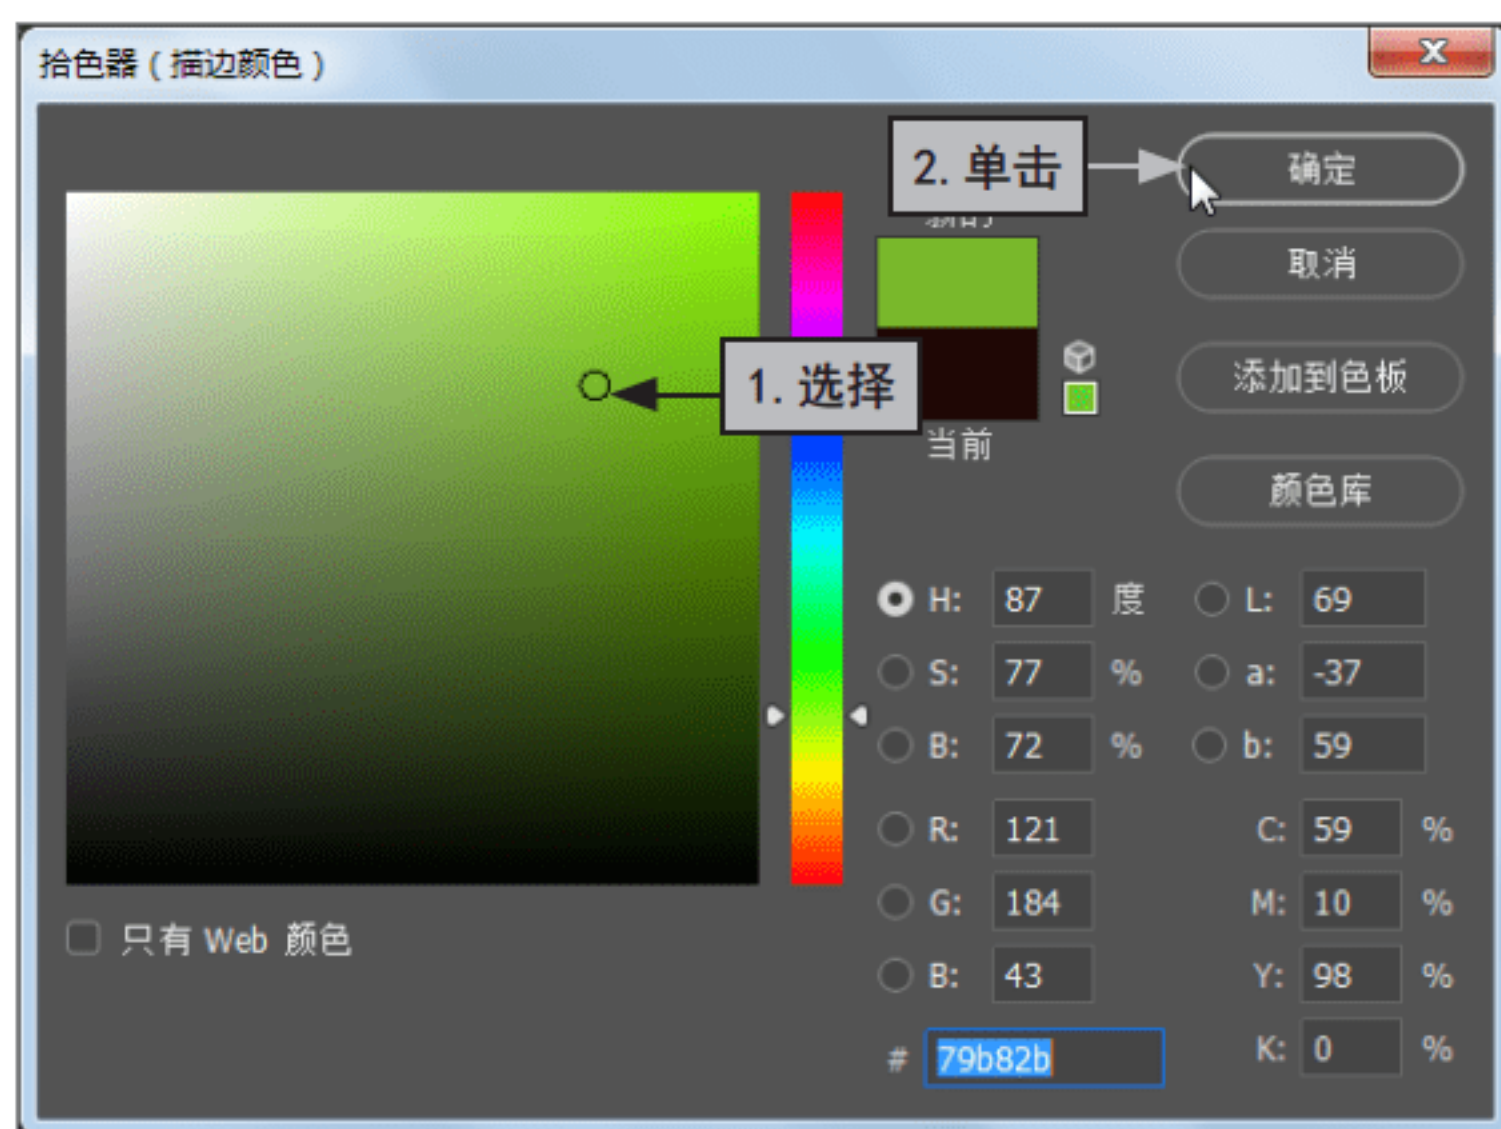 拾色器（描边颜色）
2. 单击
确定
取消
1. 选择
添加到色板
当前
颜色库
H: 87 度 L: 69
S: 77 % a: -37
B: 72 % b: 59
R: 121 C: 59 %
G: 184 M: 10 %
只有 Web 颜色
B: 43 Y: 98 %
# 79b82b K: 0 %